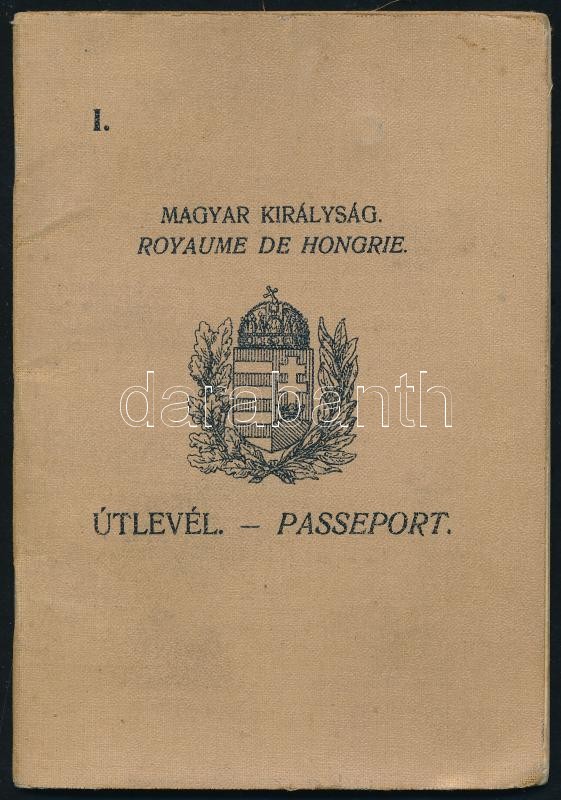 I.
MAGYAR KIRÁLYSÁG.
ROYAUME DE HONGRIE.
darabanth
ÚTLEVÉL. — PASSEPORT.